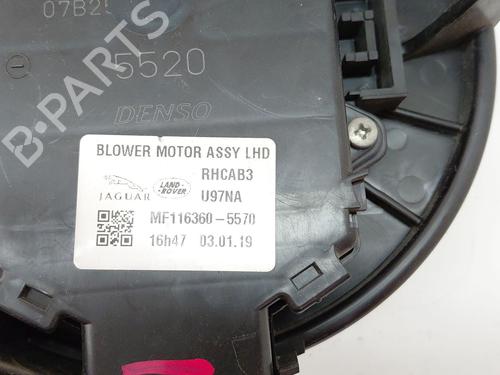 07B2
5520
DENSO
B-PARTS
BLOWER MOTOR ASSY LHD
RHCAB3
JAGUAR LAND-ROVER U97NA
MF116360-5570
16h47 03.01.19